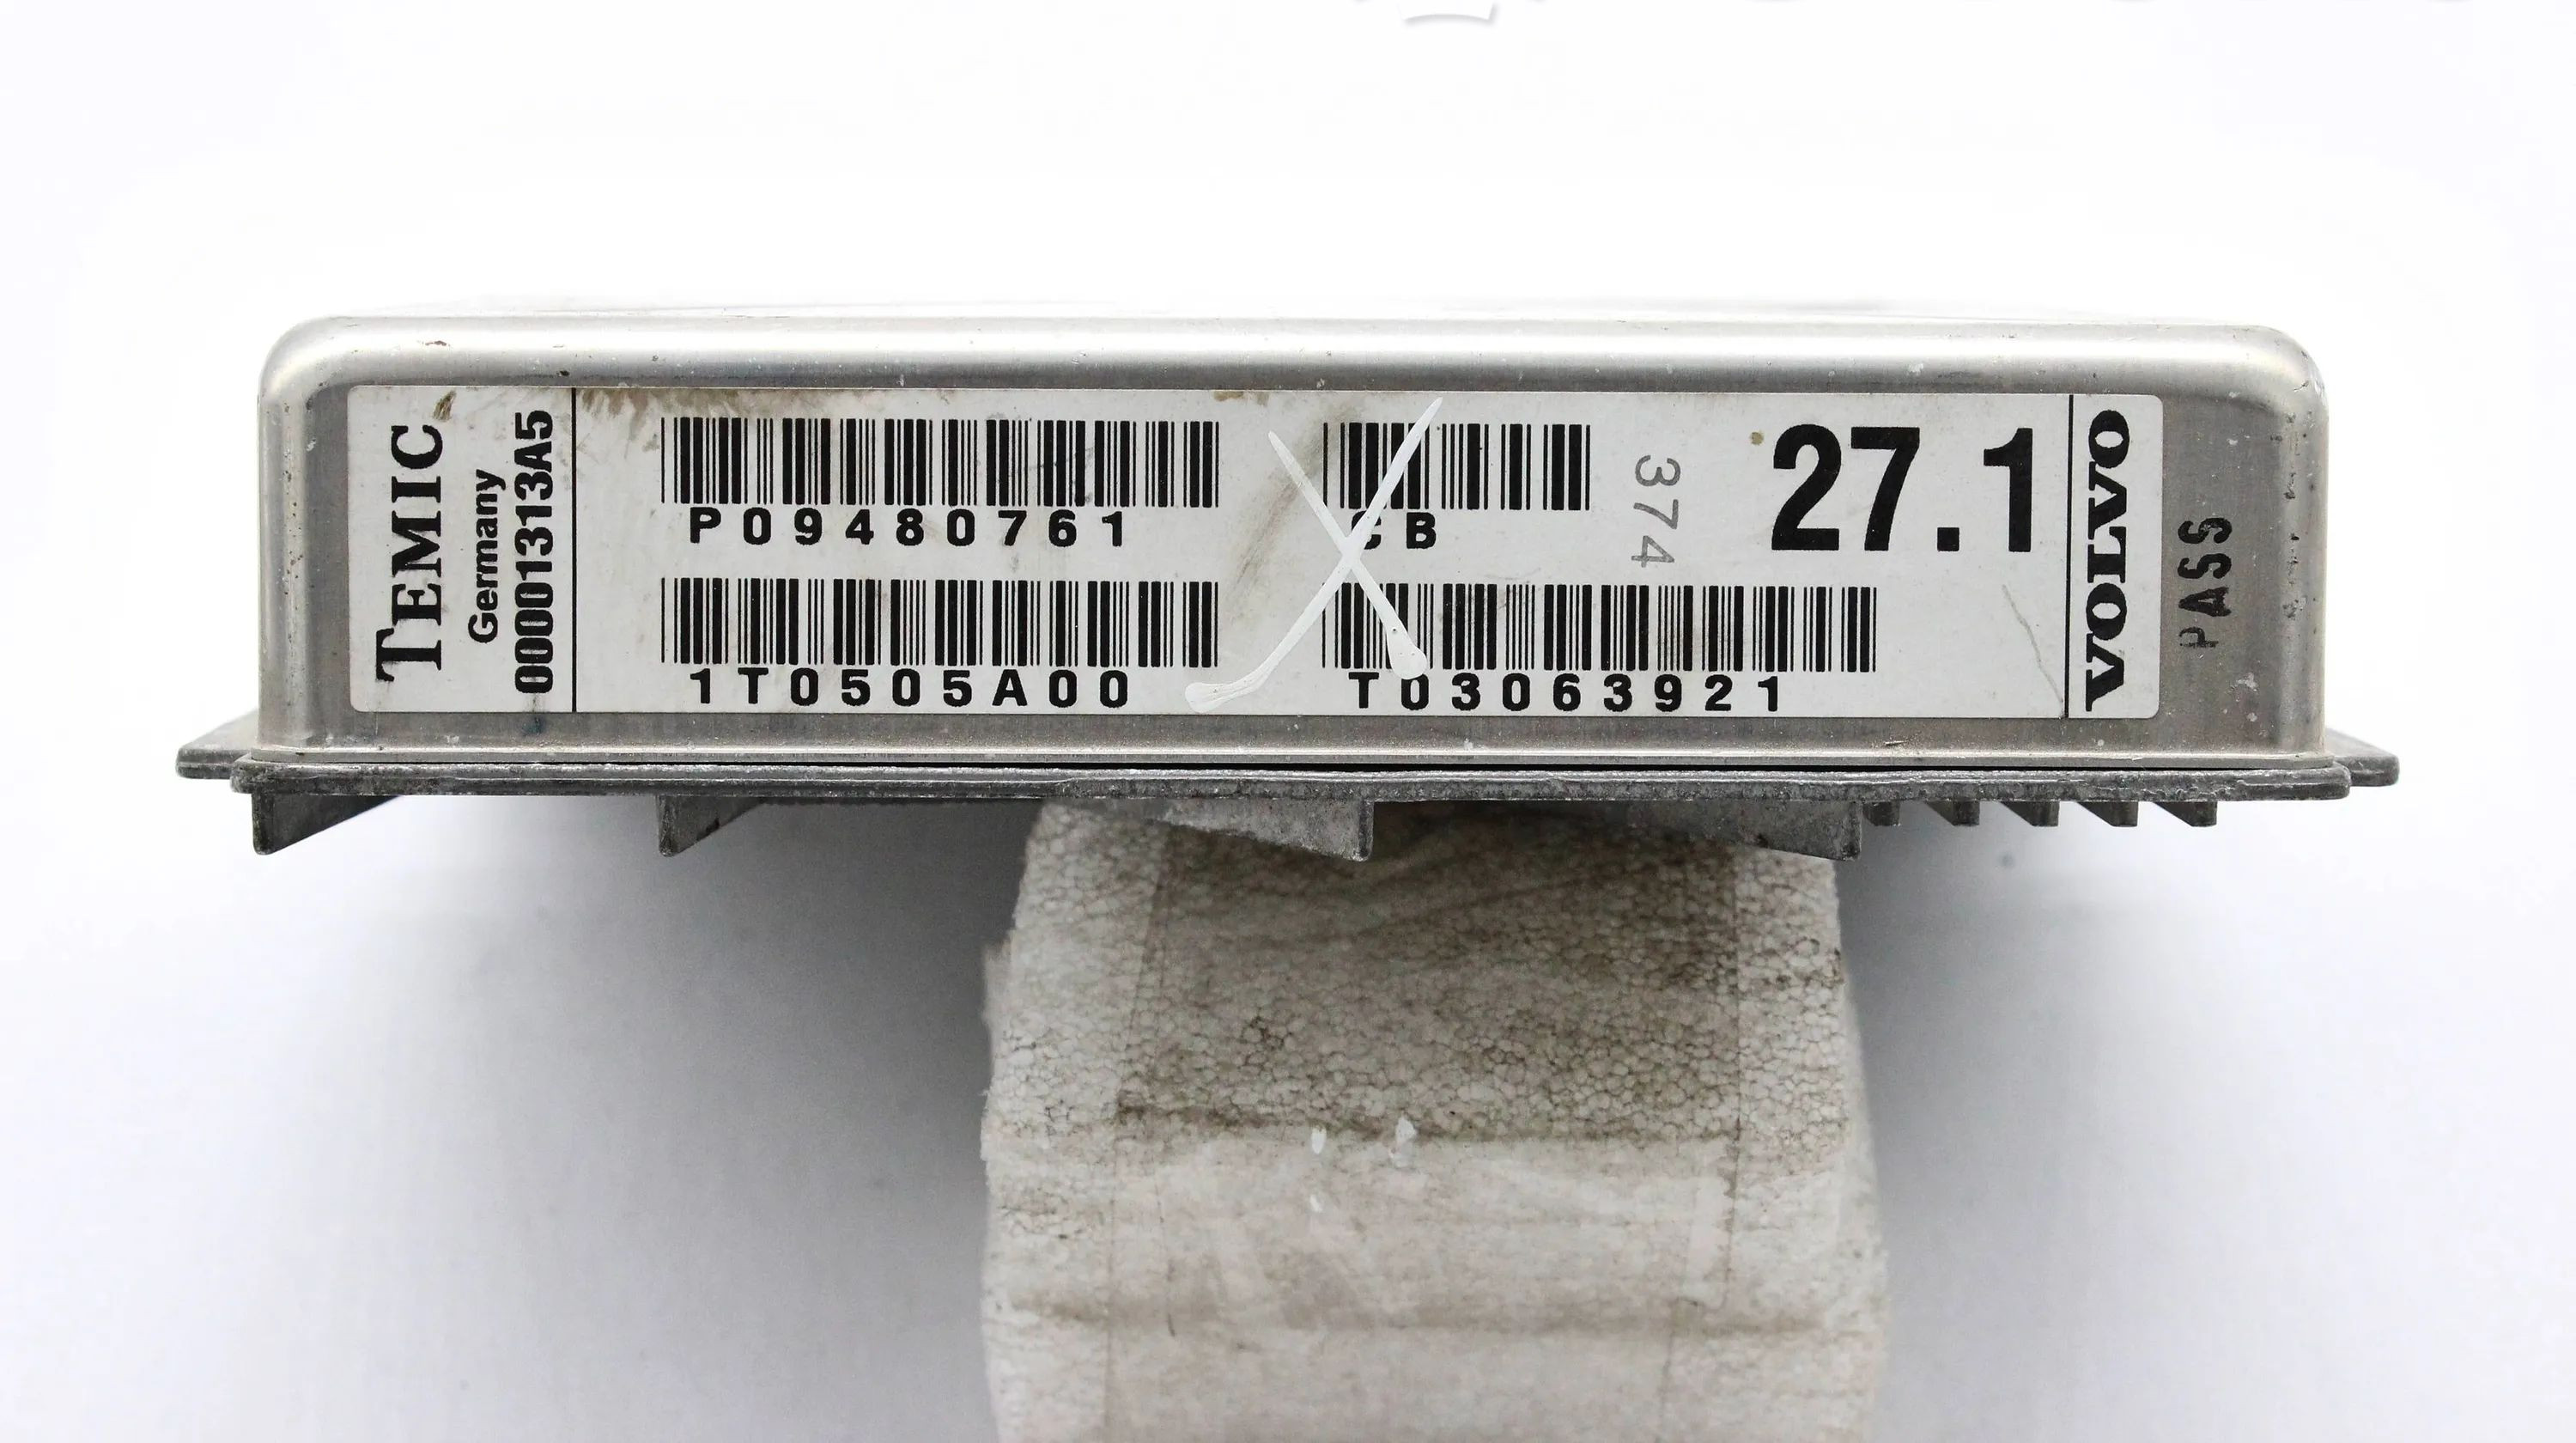 TEMIC
Germany
00001313A5
P09480761
1T0505A00
CB
T03063921
374
27.1
VOLVO
PASS